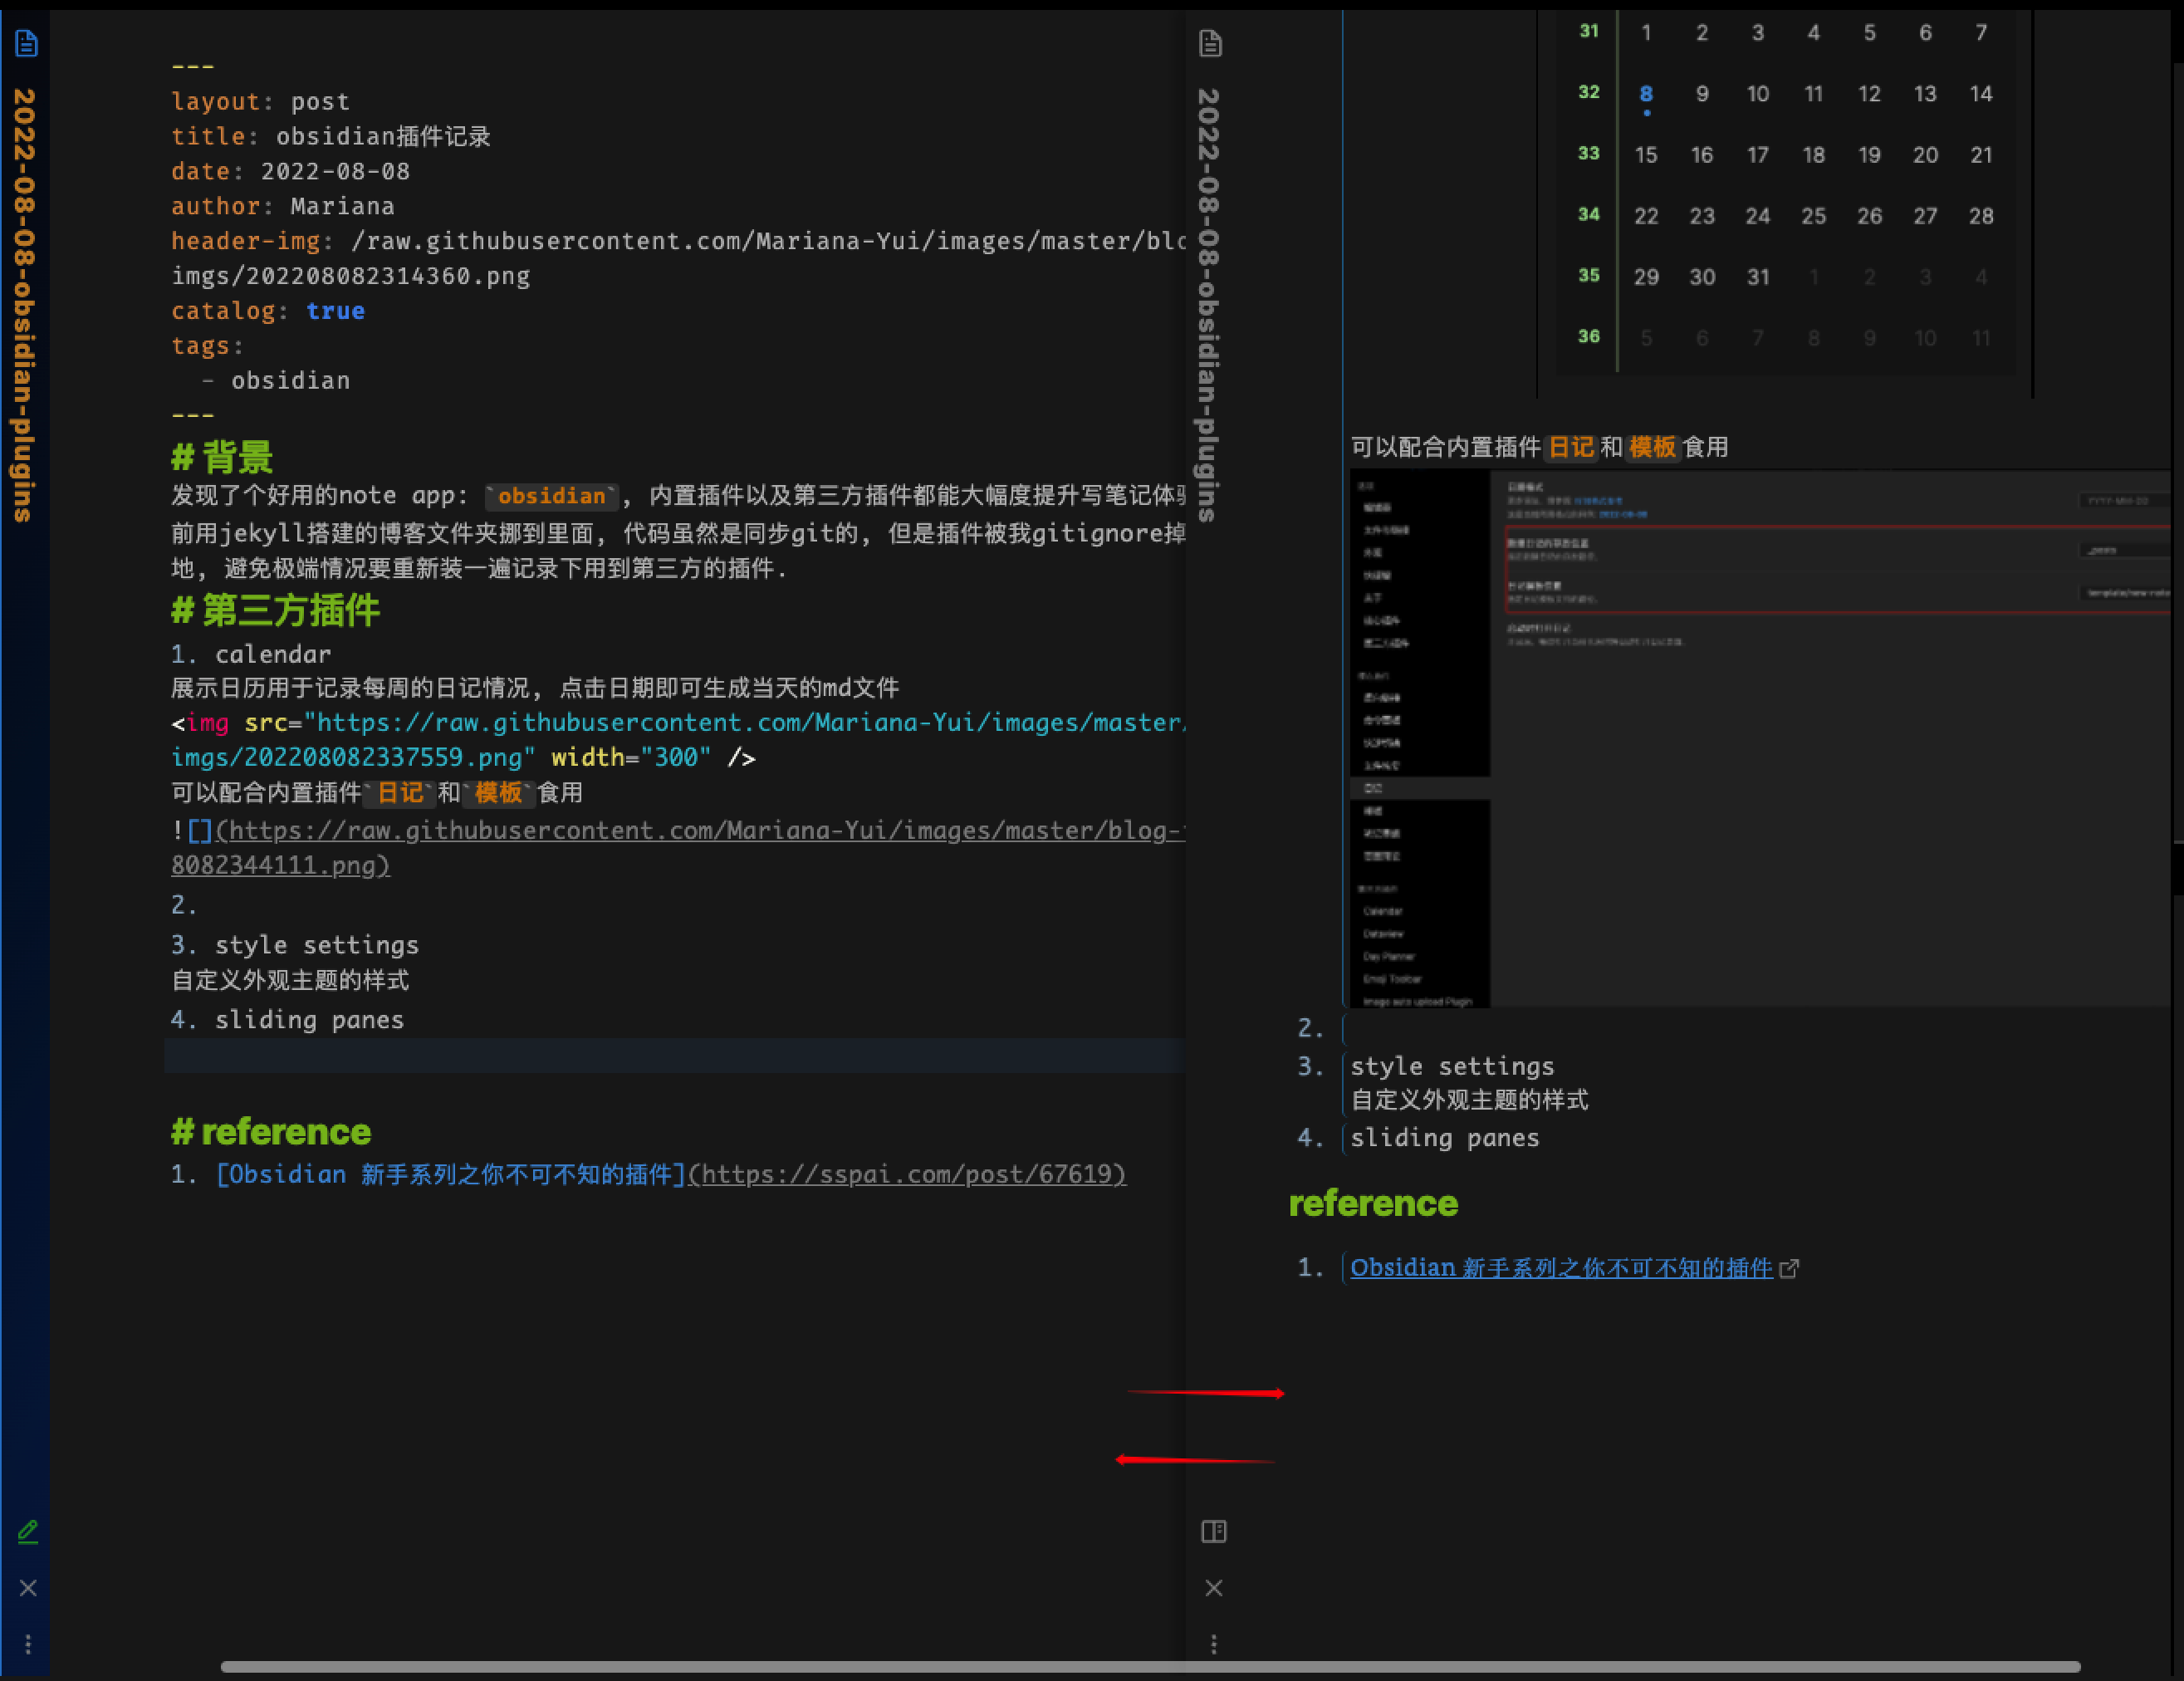 2022-08-08-obsidian-plugins
---
layout: post
title: obsidian插件记录
date: 2022-08-08
author: Mariana
header-img: /raw.githubusercontent.com/Mariana-Yui/images/master/blo
imgs/202208082314360.png
catalog: true
tags:
- obsidian
---
# 背景
发现了个好用的note app: `obsidian`, 内置插件以及第三方插件都能大幅度提升写笔记体验
前用jekyll搭建的博客文件夹挪到里面, 代码虽然是同步git的, 但是插件被我gitignore掉
地, 避免极端情况要重新装一遍记录下用到第三方的插件.
# 第三方插件
1. calendar
展示日历用于记录每周的日记情况, 点击日期即可生成当天的md文件
<img src="https://raw.githubusercontent.com/Mariana-Yui/images/master/
imgs/202208082337559.png" width="300" />
可以配合内置插件`日记`和`模板`食用
![](https://raw.githubusercontent.com/Mariana-Yui/images/master/blog-
8082344111.png)
2.
3. style settings
自定义外观主题的样式
4. sliding panes
# reference
1. [Obsidian 新手系列之你不可不知的插件](https://sspai.com/post/67619)
2022-08-08-obsidian-plugins
31 1 2 3 4 5 6 7
32 8 9 10 11 12 13 14
33 15 16 17 18 19 20 21
34 22 23 24 25 26 27 28
35 29 30 31 1 2 3 4
36 5 6 7 8 9 10 11
可以配合内置插件 日记 和 模板 食用
日记
Calendar
Dataview
Day Planner
Emoji Toolbar
Image auto upload Plugin
2.
3. style settings
自定义外观主题的样式
4. sliding panes
reference
1. Obsidian 新手系列之你不可不知的插件